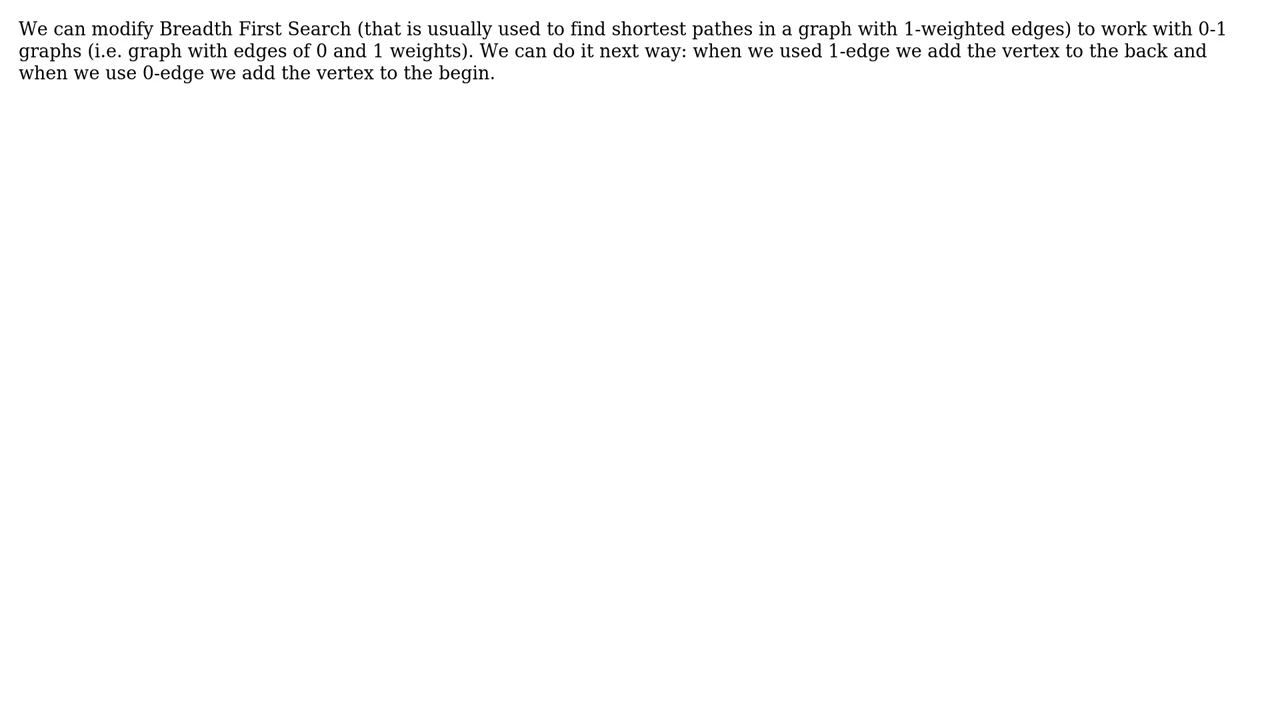 We can modify Breadth First Search (that is usually used to find shortest pathes in a graph with 1-weighted edges) to work with 0-1
graphs (i.e. graph with edges of 0 and 1 weights). We can do it next way: when we used 1-edge we add the vertex to the back and
when we use 0-edge we add the vertex to the begin.